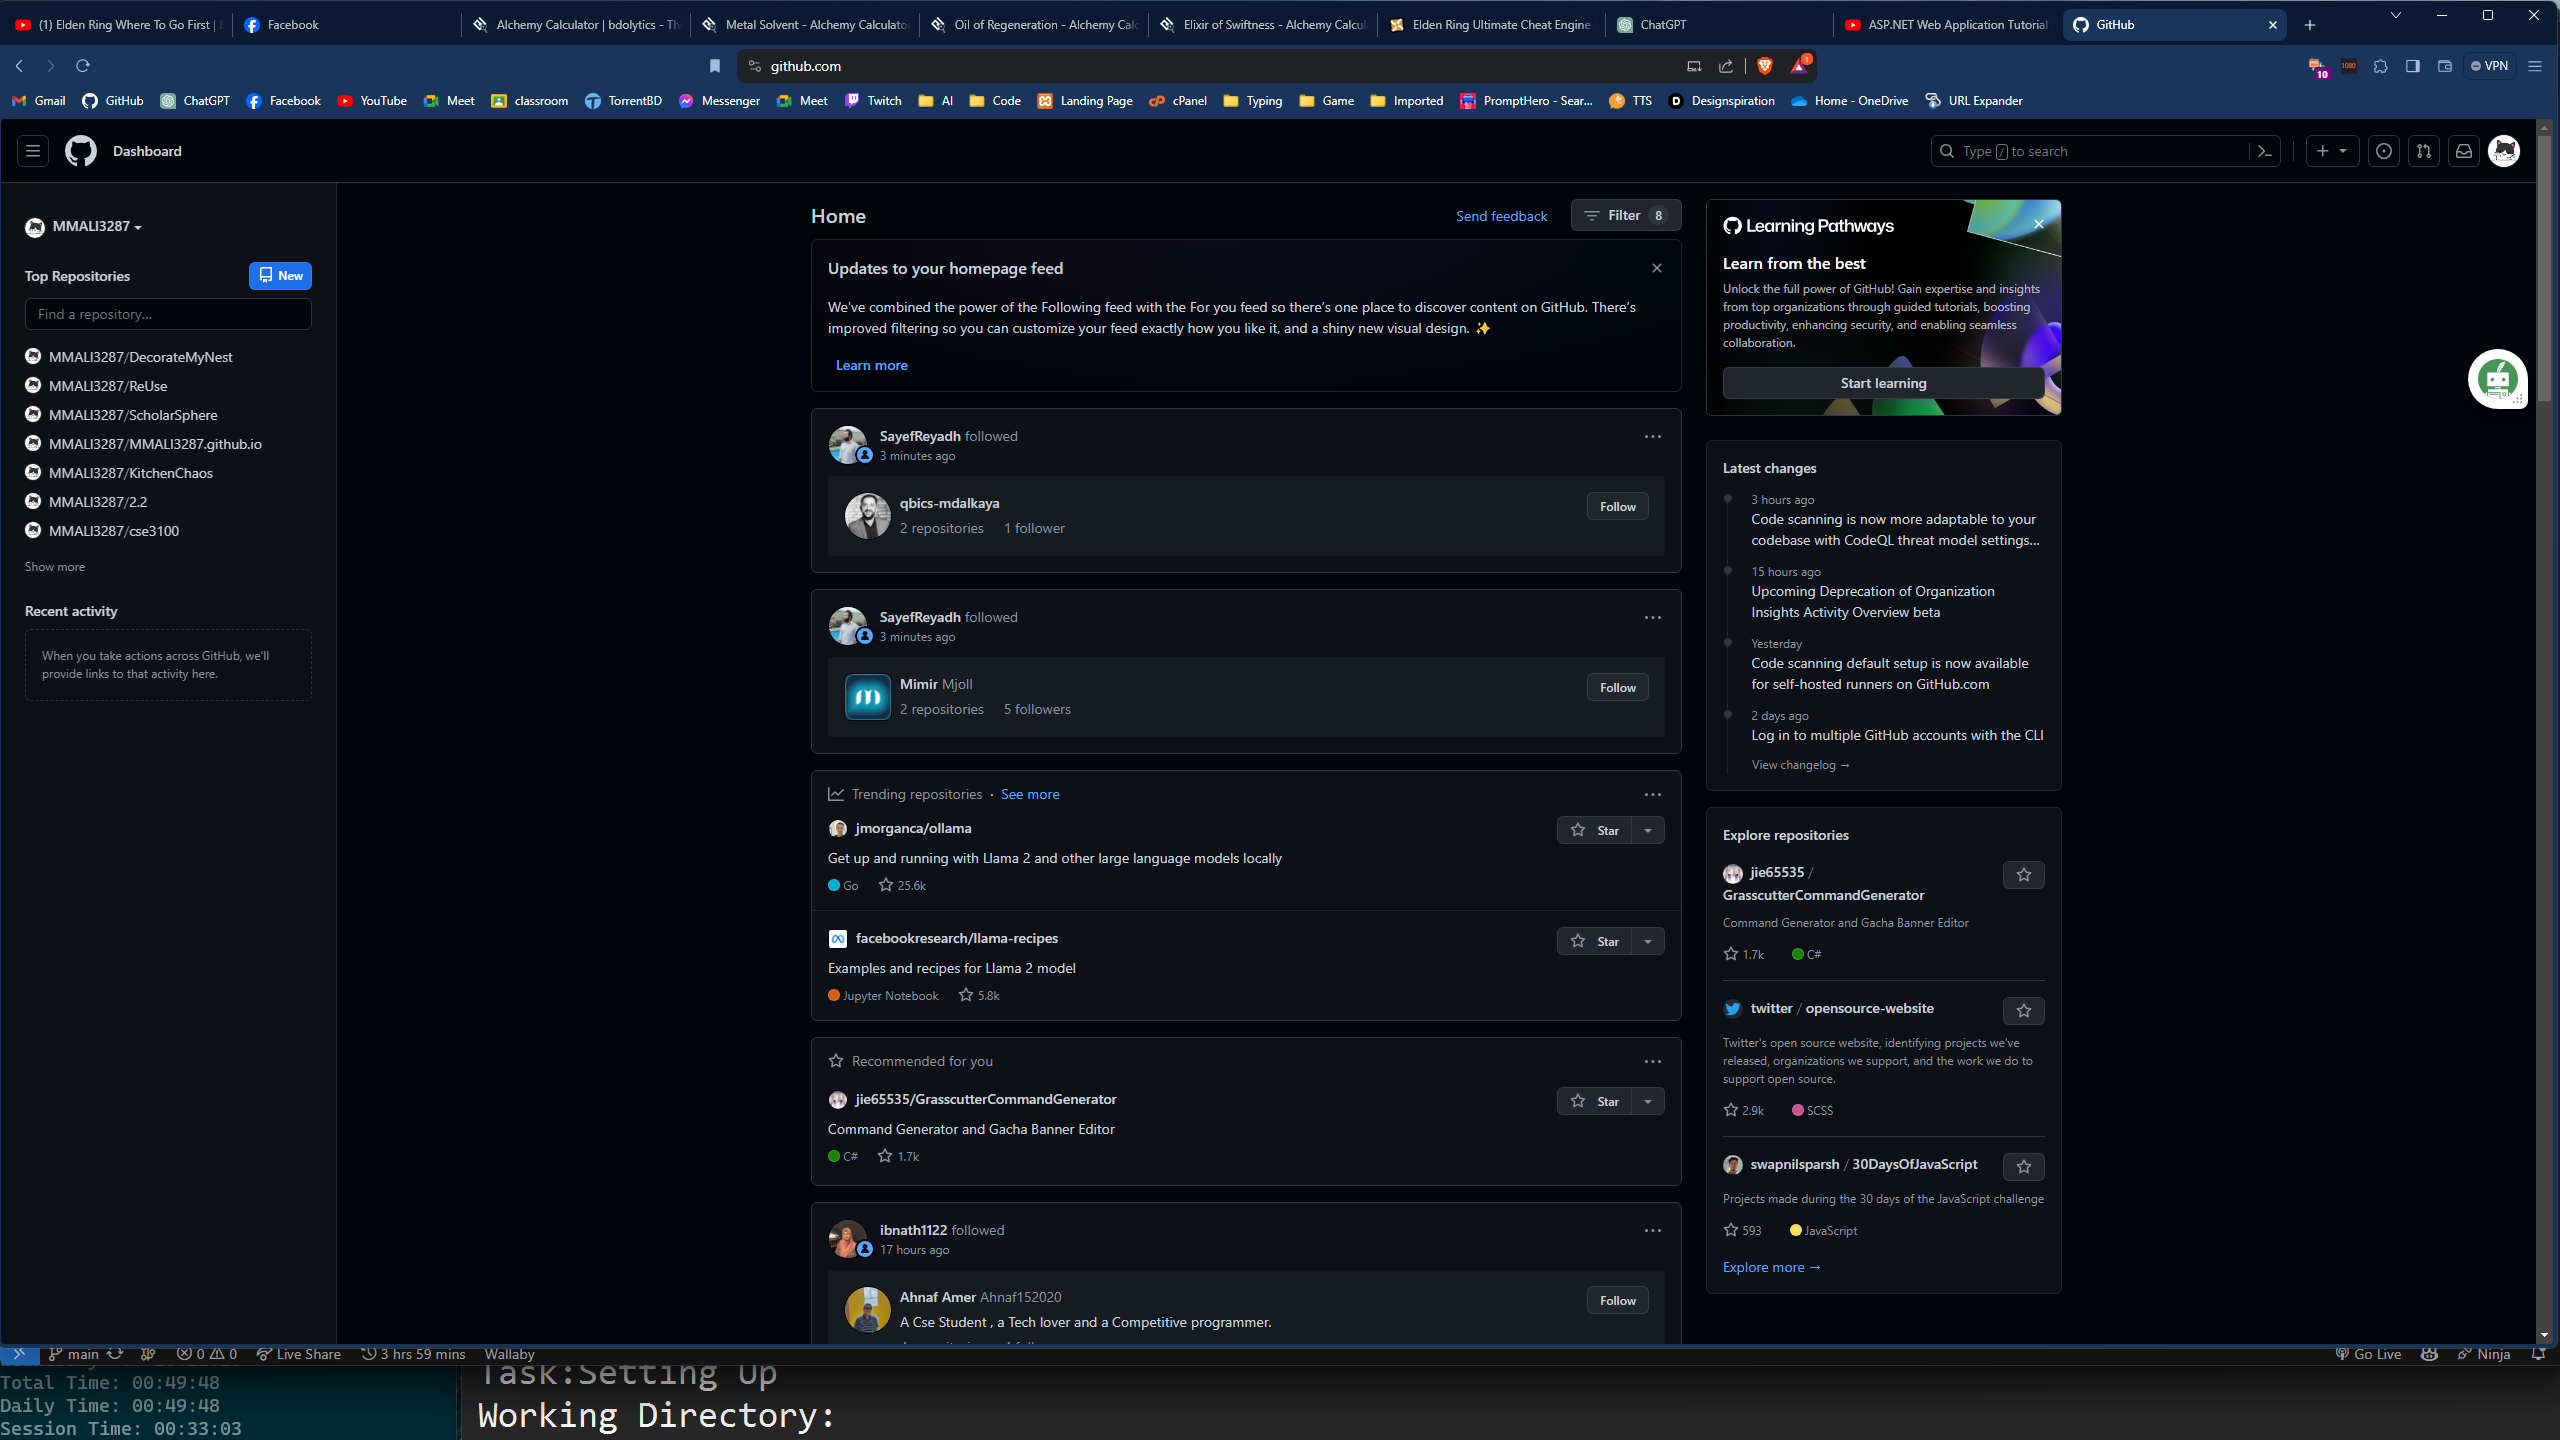 (1) Elden Ring Where To Go First |
Facebook
Alchemy Calculator | bdolytics - Th
Metal Solvent - Alchemy Calculator
Oil of Regeneration - Alchemy Calc
Elixir of Swiftness - Alchemy Calcul
Elden Ring Ultimate Cheat Engine
ChatGPT
ASP.NET Web Application Tutorial
GitHub
github.com
1
10
1080
VPN
Gmail
GitHub
ChatGPT
Facebook
YouTube
Meet
classroom
TorrentBD
Messenger
Meet
Twitch
AI
Code
Landing Page
cPanel
Typing
Game
Imported
PromptHero - Sear...
TTS
Designspiration
Home - OneDrive
URL Expander
Dashboard
Type / to search
MMALI3287
Top Repositories
New
Find a repository...
MMALI3287/DecorateMyNest
MMALI3287/ReUse
MMALI3287/ScholarSphere
MMALI3287/MMALI3287.github.io
MMALI3287/KitchenChaos
MMALI3287/2.2
MMALI3287/cse3100
Show more
Recent activity
When you take actions across GitHub, we'll
provide links to that activity here.
Home
Send feedback
Filter 8
Updates to your homepage feed
We've combined the power of the Following feed with the For you feed so there's one place to discover content on GitHub. There's
improved filtering so you can customize your feed exactly how you like it, and a shiny new visual design. ✨
Learn more
SayefReyadh followed
3 minutes ago
qbics-mdalkaya
2 repositories 1 follower
Follow
SayefReyadh followed
3 minutes ago
Mimir Mjoll
2 repositories 5 followers
Follow
Trending repositories · See more
jmorganca/ollama
Star
Get up and running with Llama 2 and other large language models locally
Go 25.6k
facebookresearch/llama-recipes
Star
Examples and recipes for Llama 2 model
Jupyter Notebook 5.8k
Recommended for you
jie65535/GrasscutterCommandGenerator
Star
Command Generator and Gacha Banner Editor
C# 1.7k
ibnath1122 followed
17 hours ago
Ahnaf Amer Ahnaf152020
Follow
A Cse Student , a Tech lover and a Competitive programmer.
Learning Pathways
Learn from the best
Unlock the full power of GitHub! Gain expertise and insights
from top organizations through guided tutorials, boosting
productivity, enhancing security, and enabling seamless
collaboration.
Start learning
Latest changes
3 hours ago
Code scanning is now more adaptable to your
codebase with CodeQL threat model settings...
15 hours ago
Upcoming Deprecation of Organization
Insights Activity Overview beta
Yesterday
Code scanning default setup is now available
for self-hosted runners on GitHub.com
2 days ago
Log in to multiple GitHub accounts with the CLI
View changelog →
Explore repositories
jie65535 /
GrasscutterCommandGenerator
Command Generator and Gacha Banner Editor
1.7k C#
twitter / opensource-website
Twitter's open source website, identifying projects we've
released, organizations we support, and the work we do to
support open source.
2.9k SCSS
swapnilsparsh / 30DaysOfJavaScript
Projects made during the 30 days of the JavaScript challenge
593 JavaScript
Explore more →
main
0 0
Live Share
3 hrs 59 mins
Wallaby
Go Live
Ninja
Total Time: 00:49:48
Daily Time: 00:49:48
Session Time: 00:33:03
Task:Setting Up
Working Directory: